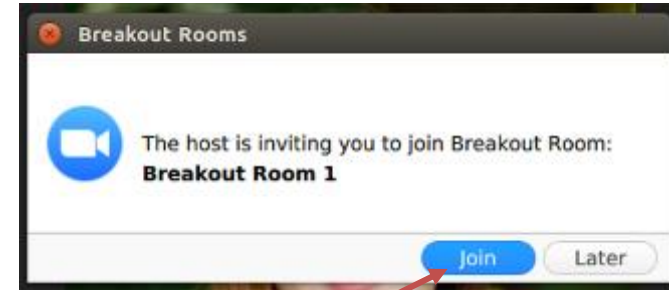 Breakout Rooms
The host is inviting you to join Breakout Room:
Breakout Room 1
Join
Later